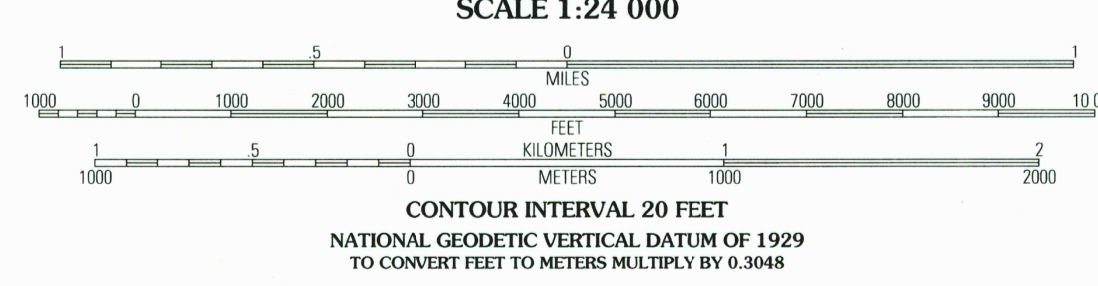 SCALE 1:24 000
1 .5 0 1
MILES
1000 0 1000 2000 3000 4000 5000 6000 7000 8000 9000 10 0
FEET
1 .5 0 KILOMETERS 1 2
1000 0 METERS 1000 2000
CONTOUR INTERVAL 20 FEET
NATIONAL GEODETIC VERTICAL DATUM OF 1929
TO CONVERT FEET TO METERS MULTIPLY BY 0.3048